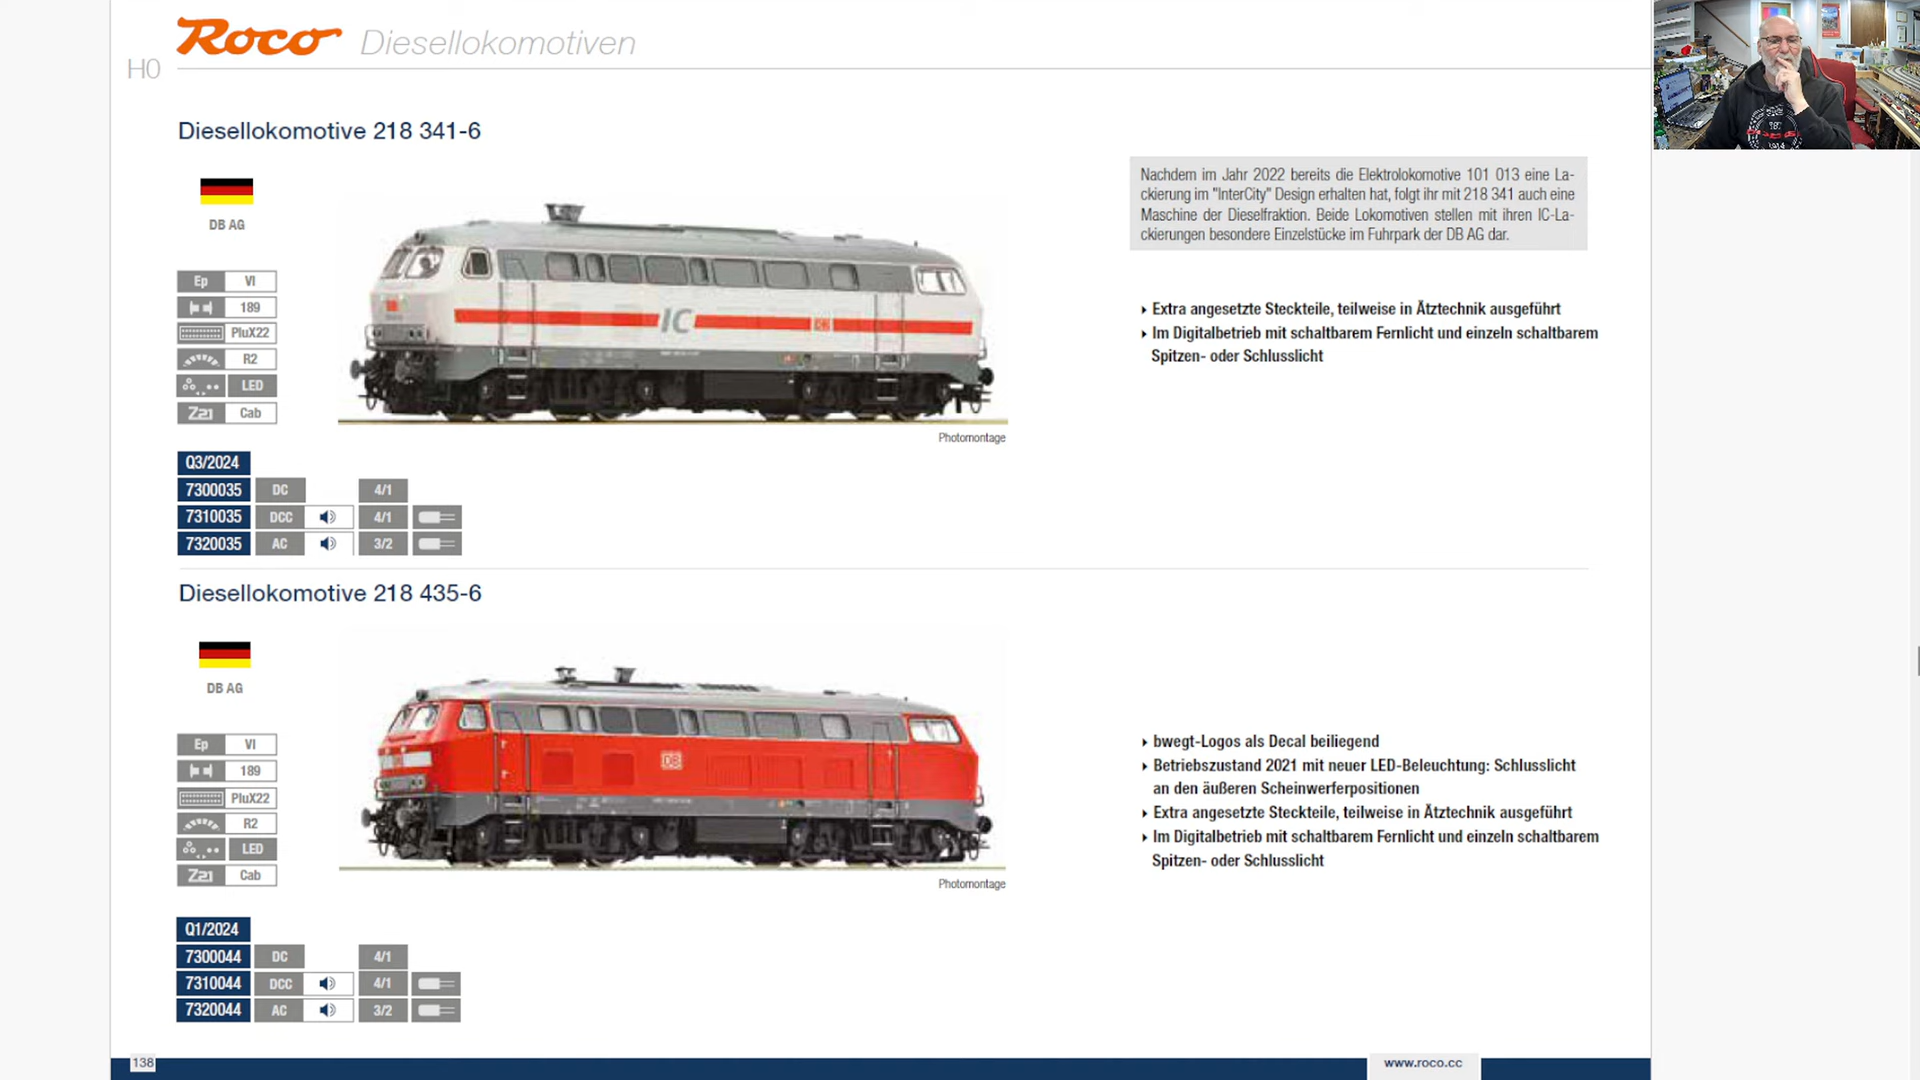 Roco Diesellokomotiven
H0
Diesellokomotive 218 341-6
DB AG
Ep VI
189
PluX22
R2
LED
Z21 Cab
IC
DB
Photomontage
Nachdem im Jahr 2022 bereits die Elektrolokomotive 101 013 eine La-
ckierung im "InterCity" Design erhalten hat, folgt ihr mit 218 341 auch eine
Maschine der Dieselfraktion. Beide Lokomotiven stellen mit ihren IC-La-
ckierungen besondere Einzelstücke im Fuhrpark der DB AG dar.
Extra angesetzte Steckteile, teilweise in Ätztechnik ausgeführt
Im Digitalbetrieb mit schaltbarem Fernlicht und einzeln schaltbarem
Spitzen- oder Schlusslicht
Q3/2024
7300035 DC 4/1
7310035 DCC 4/1
7320035 AC 3/2
Diesellokomotive 218 435-6
DB AG
Ep VI
189
PluX22
R2
LED
Z21 Cab
DB
Photomontage
bwegt-Logos als Decal beiliegend
Betriebszustand 2021 mit neuer LED-Beleuchtung: Schlusslicht
an den äußeren Scheinwerferpositionen
Extra angesetzte Steckteile, teilweise in Ätztechnik ausgeführt
Im Digitalbetrieb mit schaltbarem Fernlicht und einzeln schaltbarem
Spitzen- oder Schlusslicht
Q1/2024
7300044 DC 4/1
7310044 DCC 4/1
7320044 AC 3/2
138
www.roco.cc